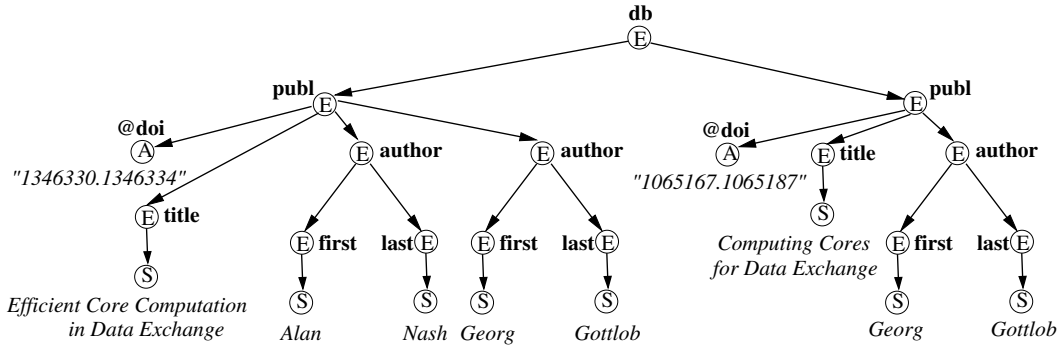 db
E
publ
E
publ
E
@doi
A
"1346330.1346334"
E title
S
Efficient Core Computation
in Data Exchange
E author
E first
S
Alan
last E
S
Nash
E author
E first
S
Georg
last E
S
Gottlob
@doi
A
"1065167.1065187"
E title
S
Computing Cores
for Data Exchange
E author
E first
S
Georg
last E
S
Gottlob